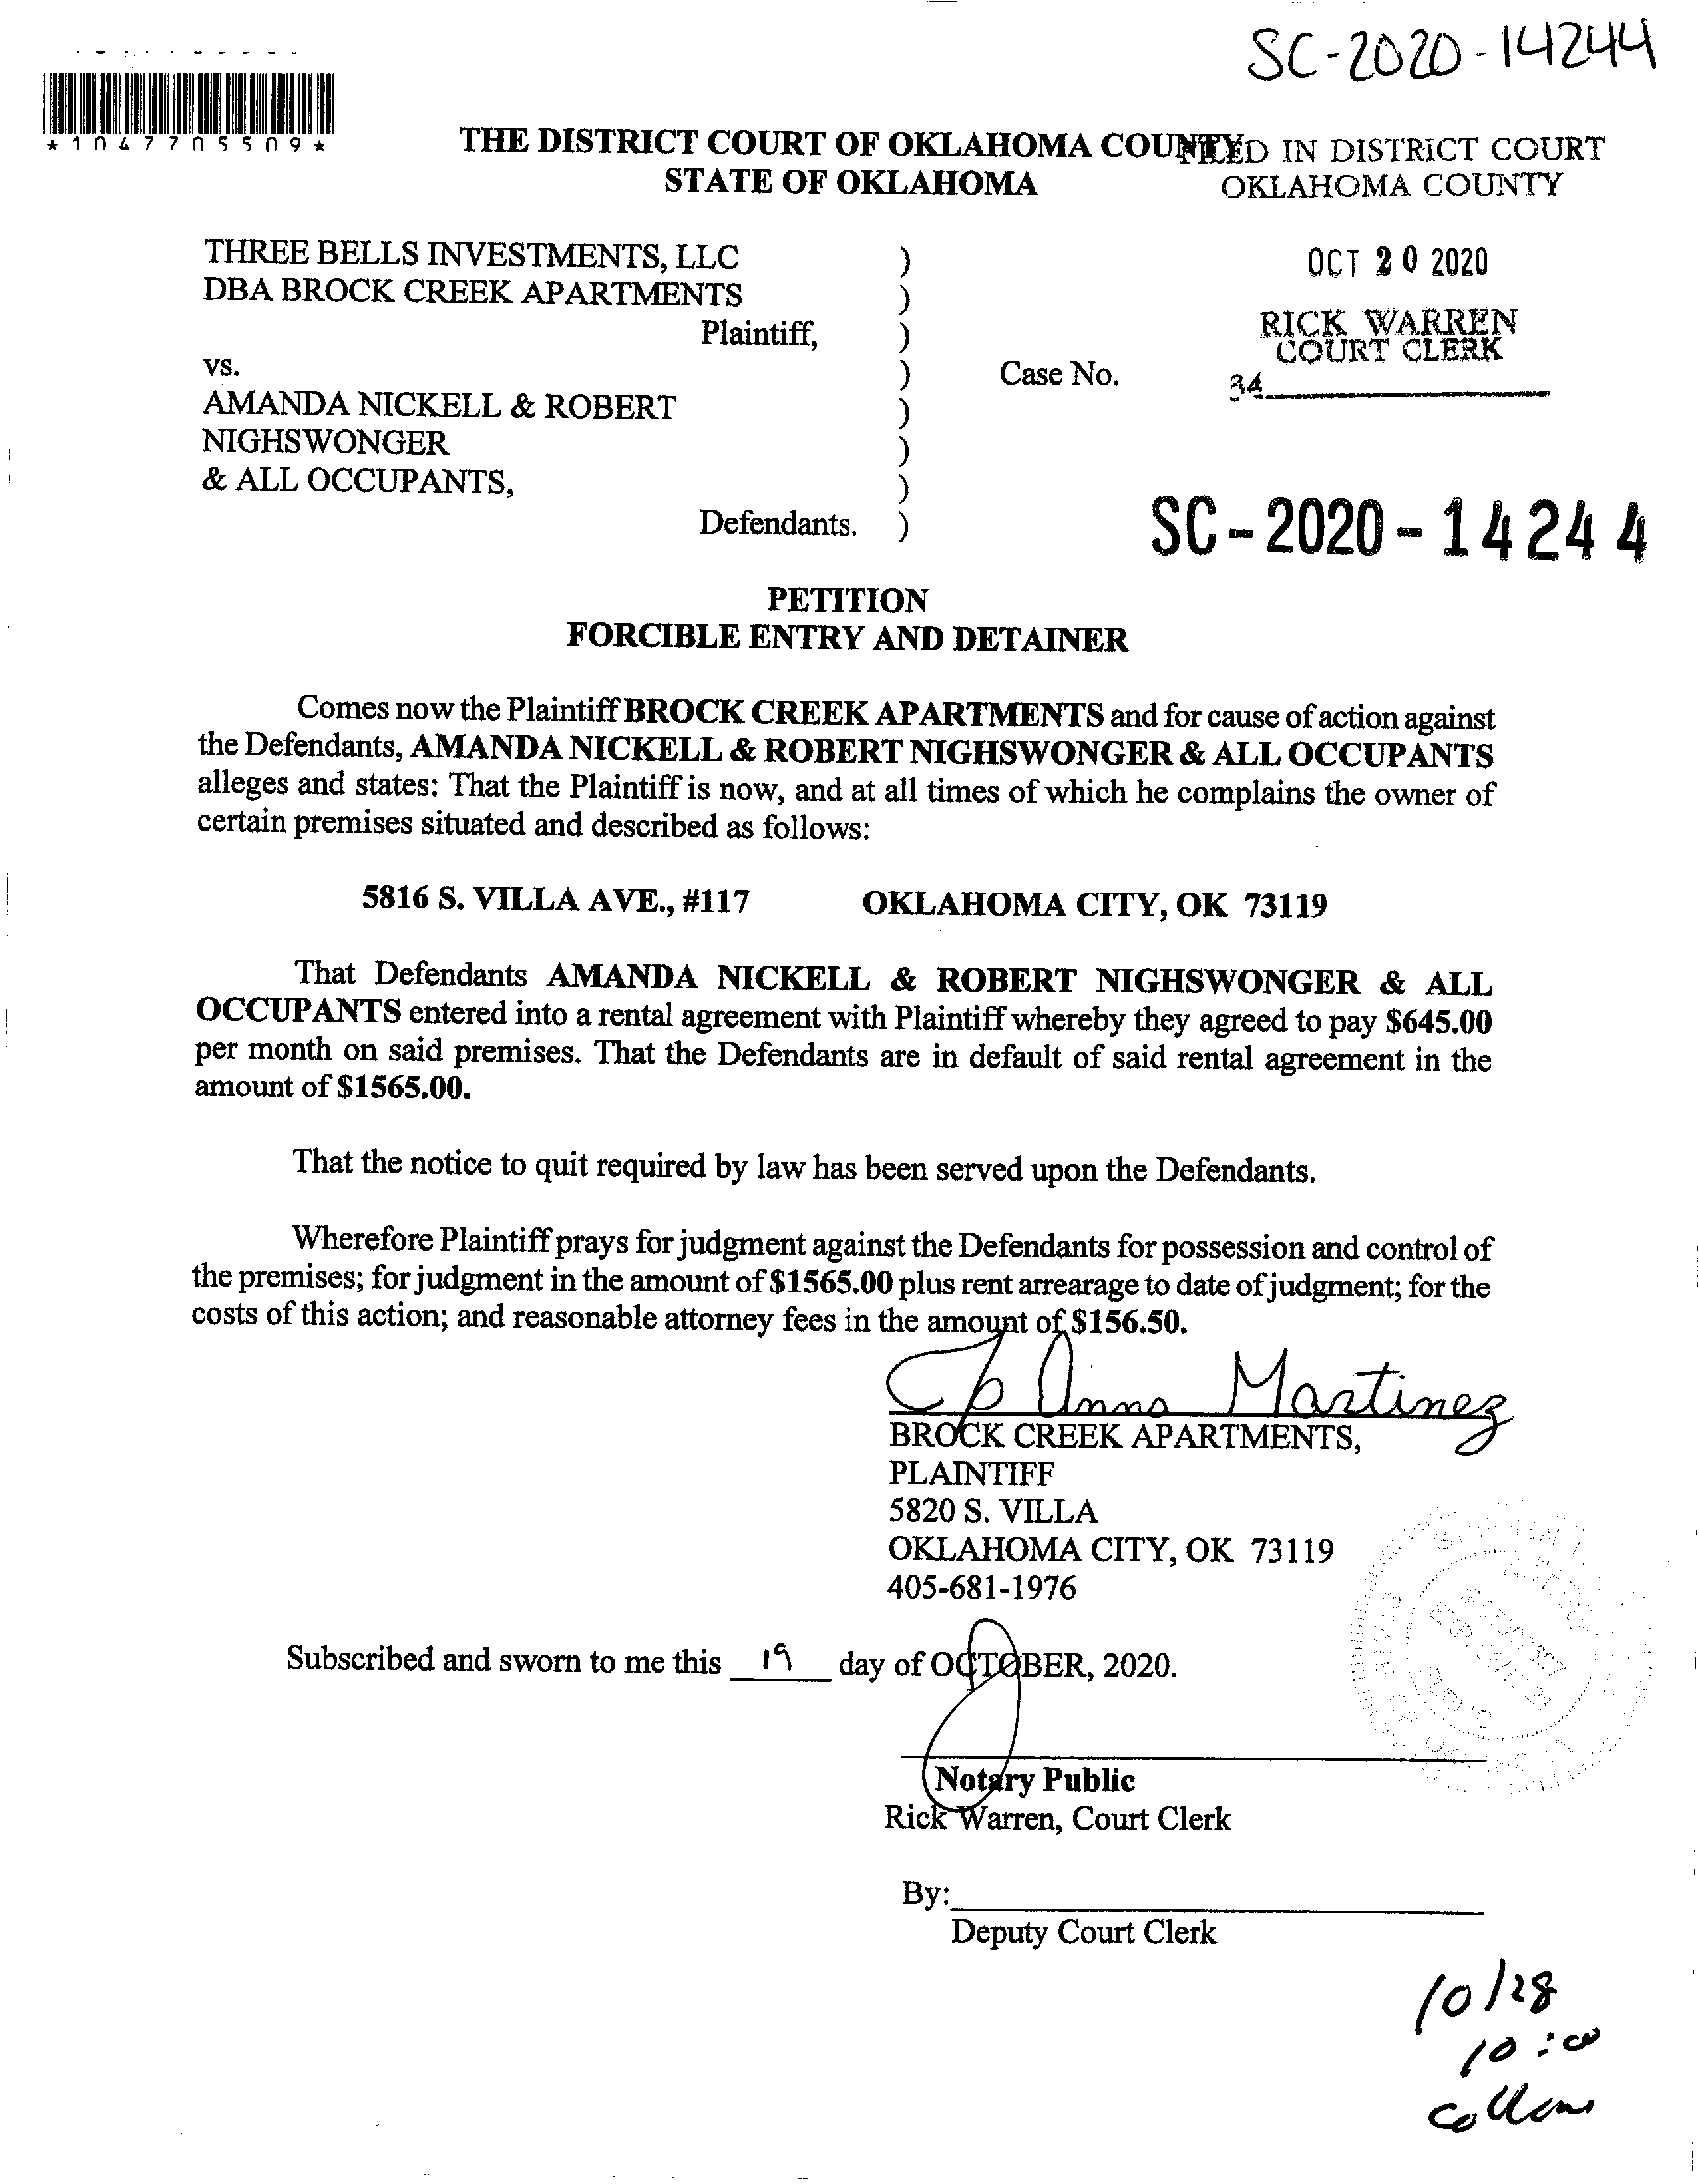 SC-2020-14244
*1047705509*
THE DISTRICT COURT OF OKLAHOMA COUNTY
STATE OF OKLAHOMA
IN DISTRICT COURT
OKLAHOMA COUNTY
THREE BELLS INVESTMENTS, LLC )
DBA BROCK CREEK APARTMENTS )
Plaintiff, )
vs. )
AMANDA NICKELL & ROBERT )
NIGHSWONGER )
& ALL OCCUPANTS, )
Defendants. )
OCT 20 2020
RICK WARREN
COURT CLERK
Case No.
34
SC-2020-14244
PETITION
FORCIBLE ENTRY AND DETAINER
Comes now the Plaintiff BROCK CREEK APARTMENTS and for cause of action against
the Defendants, AMANDA NICKELL & ROBERT NIGHSWONGER & ALL OCCUPANTS
alleges and states: That the Plaintiff is now, and at all times of which he complains the owner of
certain premises situated and described as follows:
5816 S. VILLA AVE., #117 OKLAHOMA CITY, OK 73119
That Defendants AMANDA NICKELL & ROBERT NIGHSWONGER & ALL
OCCUPANTS entered into a rental agreement with Plaintiff whereby they agreed to pay $645.00
per month on said premises. That the Defendants are in default of said rental agreement in the
amount of $1565.00.
That the notice to quit required by law has been served upon the Defendants.
Wherefore Plaintiff prays for judgment against the Defendants for possession and control of
the premises; for judgment in the amount of $1565.00 plus rent arrearage to date of judgment; for the
costs of this action; and reasonable attorney fees in the amount of $156.50.
Anna Martinez
BROCK CREEK APARTMENTS,
PLAINTIFF
5820 S. VILLA
OKLAHOMA CITY, OK 73119
405-681-1976
Subscribed and sworn to me this 19 day of OCTOBER, 2020.
Notary Public
Rick Warren, Court Clerk
By:
Deputy Court Clerk
10/28
10:00